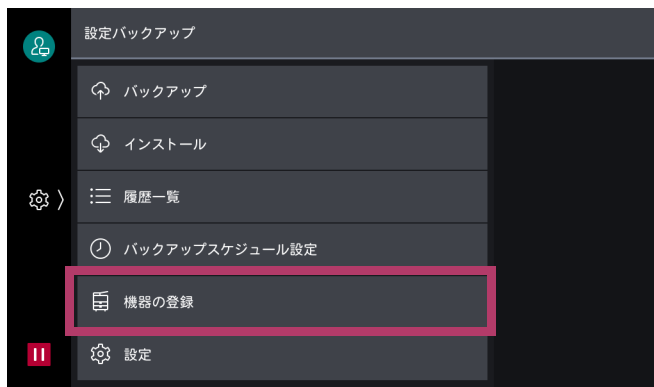 設定バックアップ
バックアップ
インストール
履歴一覧
バックアップスケジュール設定
機器の登録
設定